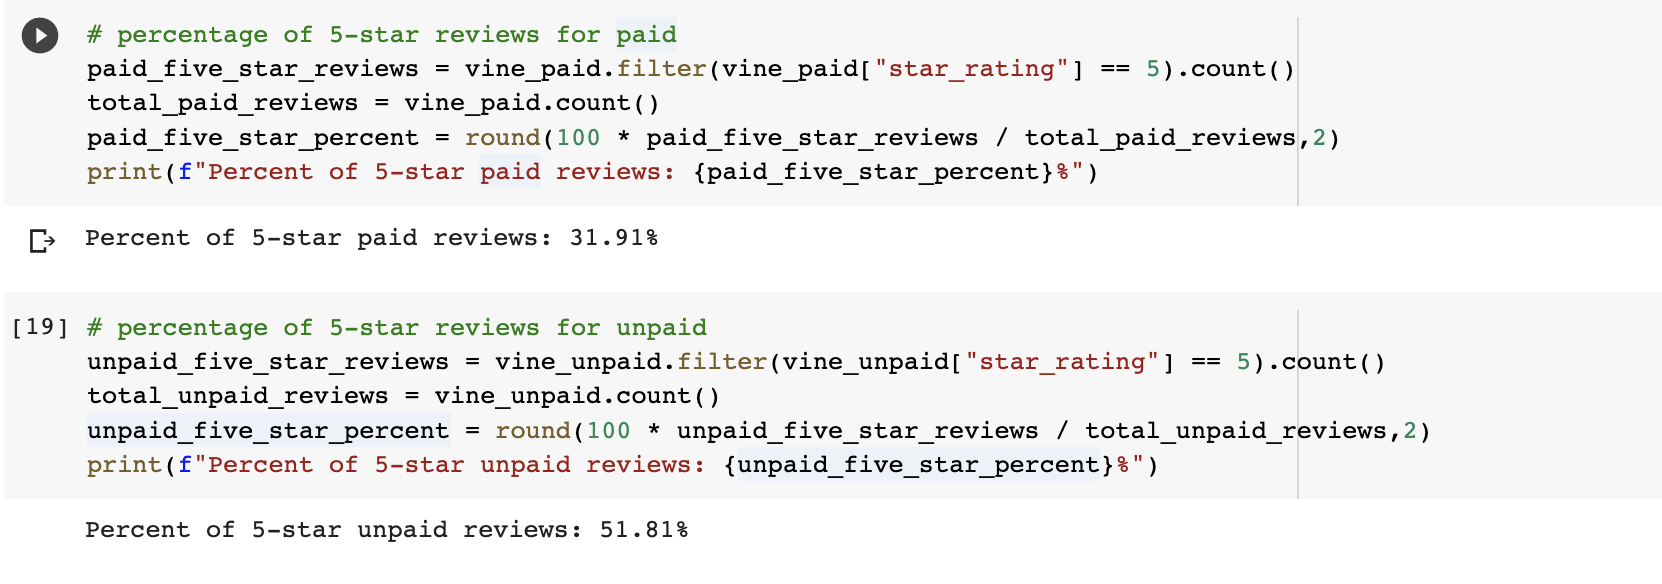 # percentage of 5-star reviews for paid
paid_five_star_reviews = vine_paid.filter(vine_paid["star_rating"] == 5).count()
total_paid_reviews = vine_paid.count()
paid_five_star_percent = round(100 * paid_five_star_reviews / total_paid_reviews,2)
print(f"Percent of 5-star paid reviews: {paid_five_star_percent}%")
Percent of 5-star paid reviews: 31.91%
[19] # percentage of 5-star reviews for unpaid
unpaid_five_star_reviews = vine_unpaid.filter(vine_unpaid["star_rating"] == 5).count()
total_unpaid_reviews = vine_unpaid.count()
unpaid_five_star_percent = round(100 * unpaid_five_star_reviews / total_unpaid_reviews,2)
print(f"Percent of 5-star unpaid reviews: {unpaid_five_star_percent}%")
Percent of 5-star unpaid reviews: 51.81%